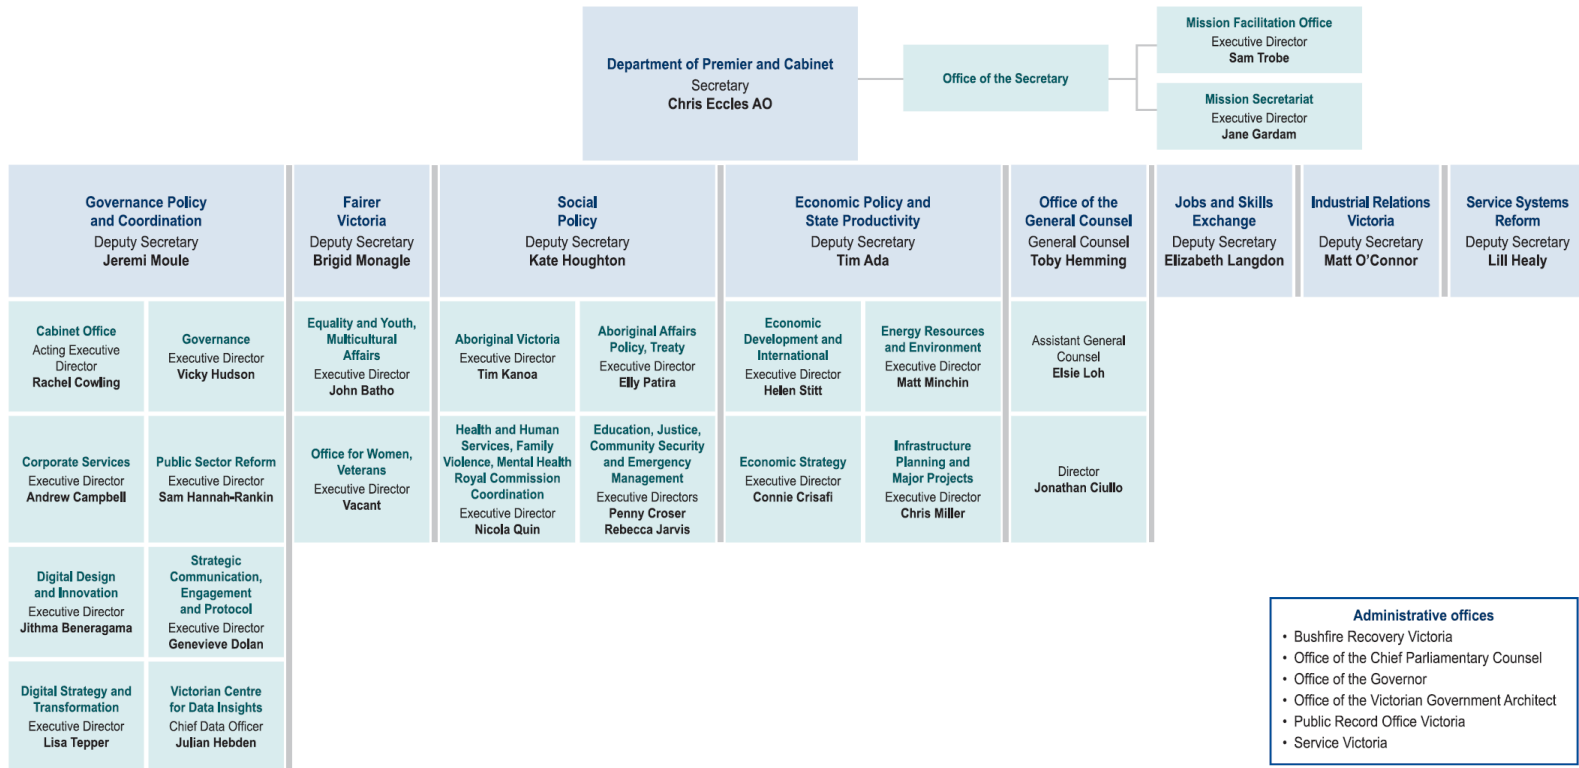 Department of Premier and Cabinet
Secretary
Chris Eccles AO
Office of the Secretary
Mission Facilitation Office
Executive Director
Sam Trobe
Mission Secretariat
Executive Director
Jane Gardam
Governance Policy
and Coordination
Deputy Secretary
Jeremi Moule
Fairer
Victoria
Deputy Secretary
Brigid Monagle
Social
Policy
Deputy Secretary
Kate Houghton
Economic Policy and
State Productivity
Deputy Secretary
Tim Ada
Office of the
General Counsel
General Counsel
Toby Hemming
Jobs and Skills
Exchange
Deputy Secretary
Elizabeth Langdon
Industrial Relations
Victoria
Deputy Secretary
Matt O’Connor
Service Systems
Reform
Deputy Secretary
Lill Healy
Cabinet Office
Acting Executive
Director
Rachel Cowling
Governance
Executive Director
Vicky Hudson
Equality and Youth,
Multicultural
Affairs
Executive Director
John Batho
Aboriginal Victoria
Executive Director
Tim Kanoa
Aboriginal Affairs
Policy, Treaty
Executive Director
Elly Patira
Economic
Development and
International
Executive Director
Helen Stitt
Energy Resources
and Environment
Executive Director
Matt Minchin
Assistant General
Counsel
Elsie Loh
Corporate Services
Executive Director
Andrew Campbell
Public Sector Reform
Executive Director
Sam Hannah-Rankin
Office for Women,
Veterans
Executive Director
Vacant
Health and Human
Services, Family
Violence, Mental Health
Royal Commission
Coordination
Executive Director
Nicola Quin
Education, Justice,
Community Security
and Emergency
Management
Executive Directors
Penny Croser
Rebecca Jarvis
Economic Strategy
Executive Director
Connie Crisafi
Infrastructure
Planning and
Major Projects
Executive Director
Chris Miller
Director
Jonathan Ciullo
Digital Design
and Innovation
Executive Director
Jithma Beneragama
Strategic
Communication,
Engagement
and Protocol
Executive Director
Genevieve Dolan
Digital Strategy and
Transformation
Executive Director
Lisa Tepper
Victorian Centre
for Data Insights
Chief Data Officer
Julian Hebden
Administrative offices
• Bushfire Recovery Victoria
• Office of the Chief Parliamentary Counsel
• Office of the Governor
• Office of the Victorian Government Architect
• Public Record Office Victoria
• Service Victoria